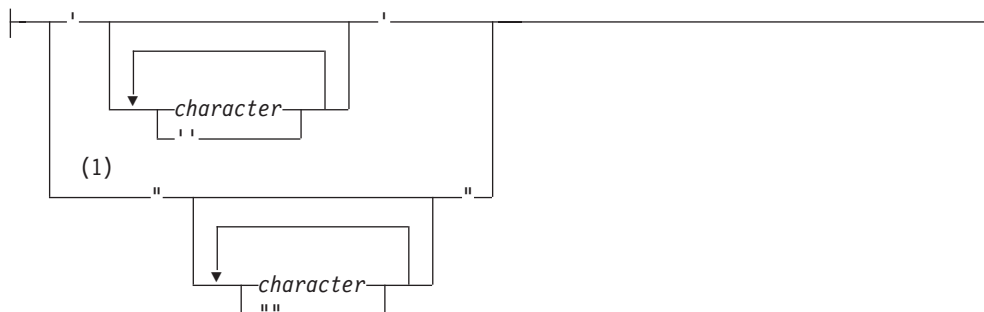 ' '
character
' '
(1)
" "
character
""